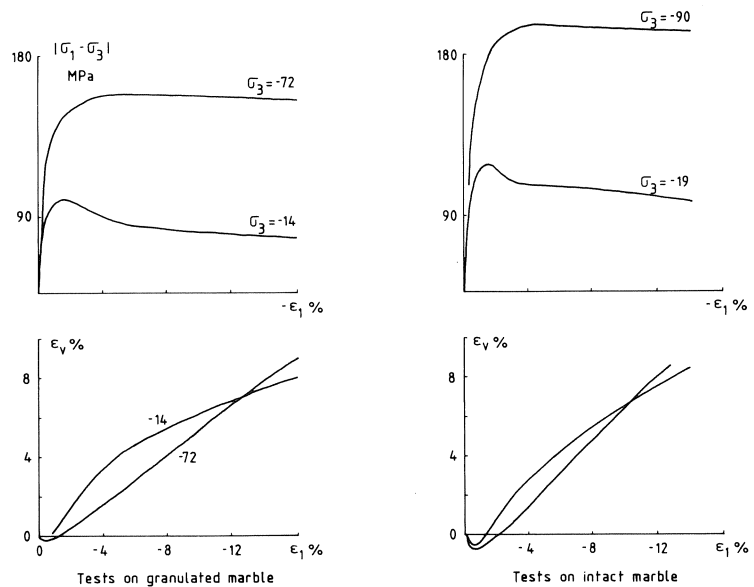 |σ₁ - σ₃|
MPa
180
90
σ₃=-72
σ₃=-14
-ε₁ %
σ₃=-90
180
90
σ₃=-19
-ε₁ %
εᵥ %
8
4
0
-14
-72
0
-4
-8
-12
ε₁ %
Tests on granulated marble
εᵥ %
8
4
0
-4
-8
-12
ε₁ %
Tests on intact marble